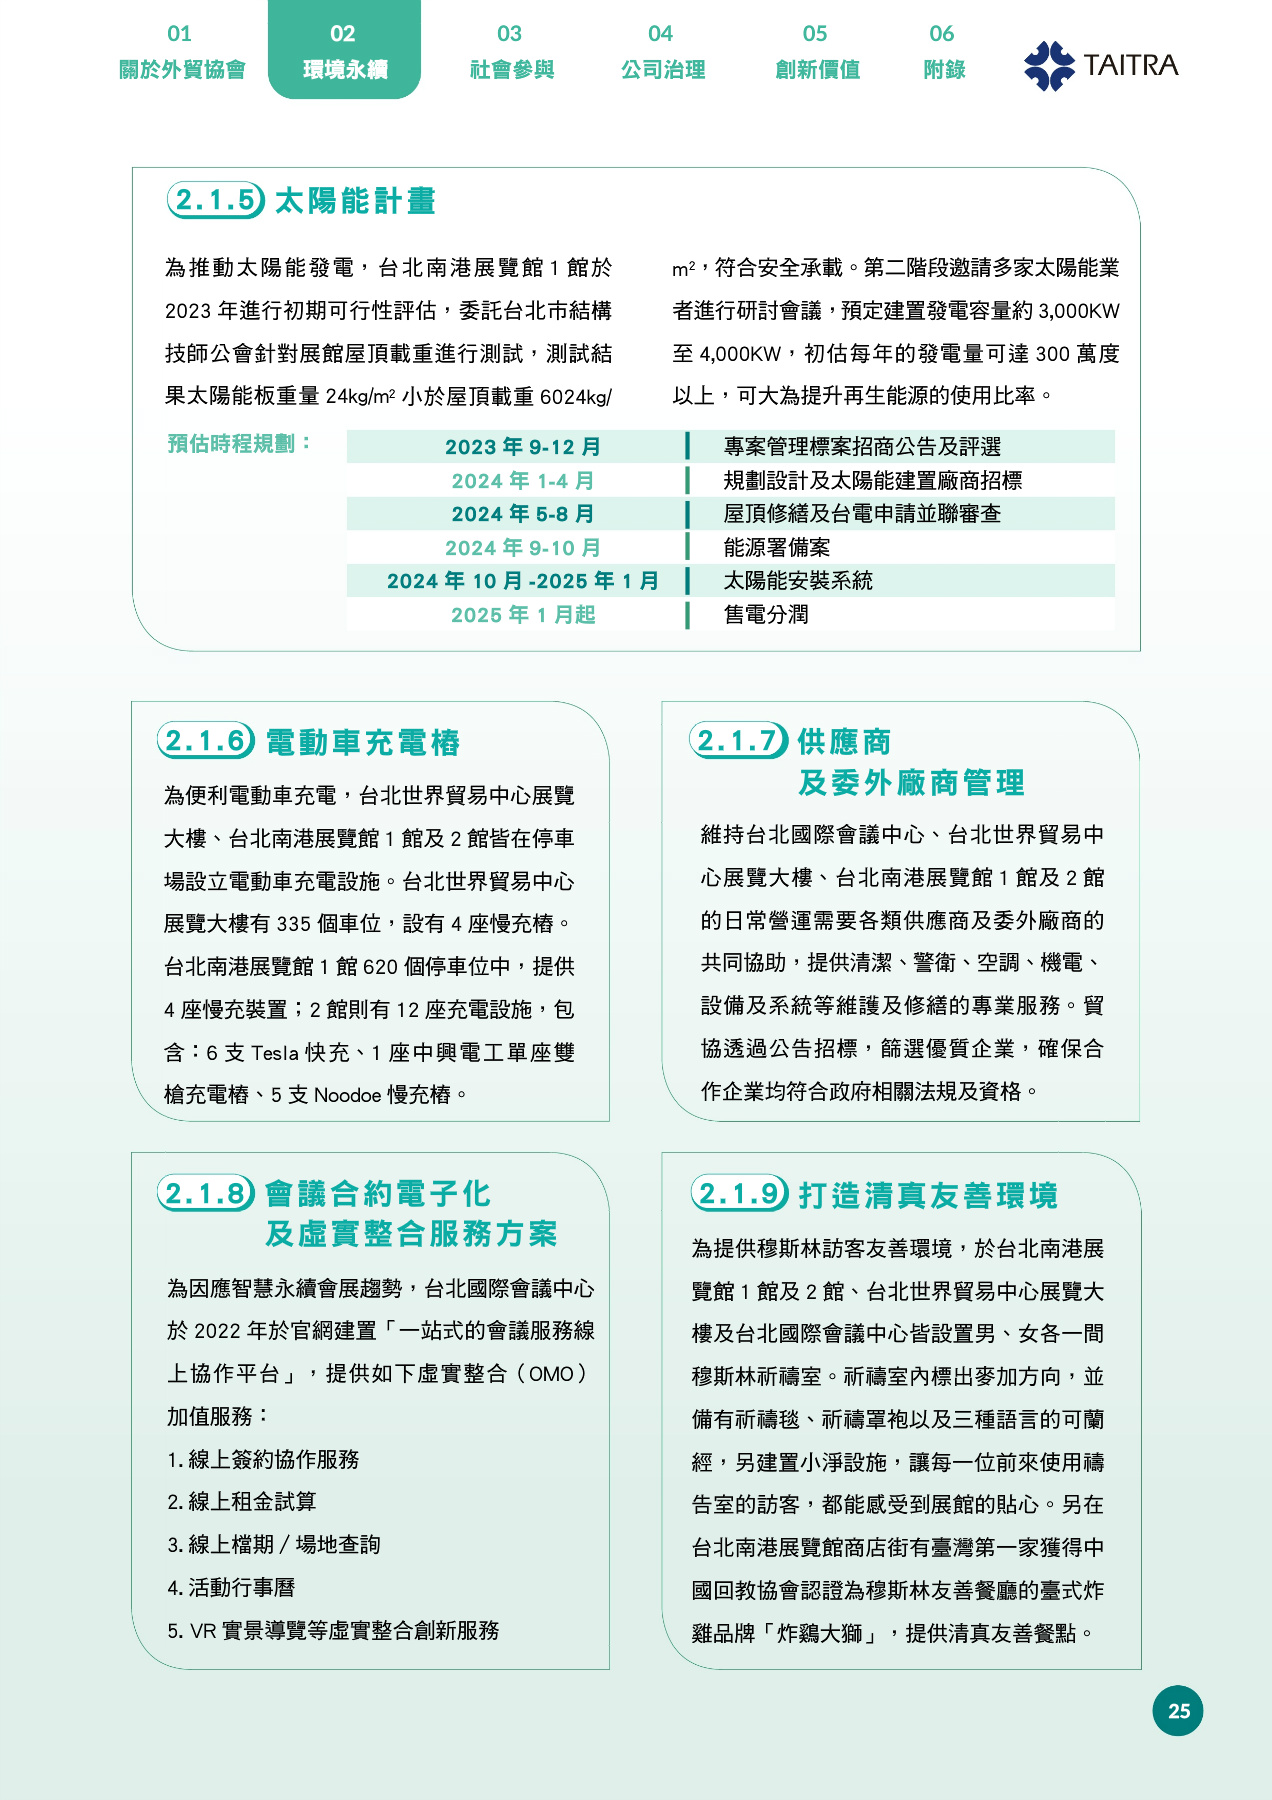 01
關於外貿協會
02
環境永續
03
社會參與
04
公司治理
05
創新價值
06
附錄
TAITRA
2.1.5 太陽能計畫
為推動太陽能發電，台北南港展覽館 1 館於
2023 年進行初期可行性評估，委託台北市結構
技師公會針對展館屋頂載重進行測試，測試結
果太陽能板重量 24kg/m² 小於屋頂載重 6024kg/
m²，符合安全承載。第二階段邀請多家太陽能業
者進行研討會議，預定建置發電容量約 3,000KW
至 4,000KW，初估每年的發電量可達 300 萬度
以上，可大為提升再生能源的使用比率。
預估時程規劃：
2023 年 9-12 月 專案管理標案招商公告及評選
2024 年 1-4 月 規劃設計及太陽能建置廠商招標
2024 年 5-8 月 屋頂修繕及台電申請並聯審查
2024 年 9-10 月 能源署備案
2024 年 10 月 -2025 年 1 月 太陽能安裝系統
2025 年 1 月起 售電分潤
2.1.6 電動車充電樁
為便利電動車充電，台北世界貿易中心展覽
大樓、台北南港展覽館 1 館及 2 館皆在停車
場設立電動車充電設施。台北世界貿易中心
展覽大樓有 335 個車位，設有 4 座慢充樁。
台北南港展覽館 1 館 620 個停車位中，提供
4 座慢充裝置；2 館則有 12 座充電設施，包
含：6 支 Tesla 快充、1 座中興電工單座雙
槍充電樁、5 支 Noodoe 慢充樁。
2.1.7 供應商
及委外廠商管理
維持台北國際會議中心、台北世界貿易中
心展覽大樓、台北南港展覽館 1 館及 2 館
的日常營運需要各類供應商及委外廠商的
共同協助，提供清潔、警衛、空調、機電、
設備及系統等維護及修繕的專業服務。貿
協透過公告招標，篩選優質企業，確保合
作企業均符合政府相關法規及資格。
2.1.8 會議合約電子化
及虛實整合服務方案
為因應智慧永續會展趨勢，台北國際會議中心
於 2022 年於官網建置「一站式的會議服務線
上協作平台」，提供如下虛實整合（OMO）
加值服務：
1. 線上簽約協作服務
2. 線上租金試算
3. 線上檔期 / 場地查詢
4. 活動行事曆
5. VR 實景導覽等虛實整合創新服務
2.1.9 打造清真友善環境
為提供穆斯林訪客友善環境，於台北南港展
覽館 1 館及 2 館、台北世界貿易中心展覽大
樓及台北國際會議中心皆設置男、女各一間
穆斯林祈禱室。祈禱室內標出麥加方向，並
備有祈禱毯、祈禱罩袍以及三種語言的可蘭
經，另建置小淨設施，讓每一位前來使用禱
告室的訪客，都能感受到展館的貼心。另在
台北南港展覽館商店街有臺灣第一家獲得中
國回教協會認證為穆斯林友善餐廳的臺式炸
雞品牌「炸鷄大獅」，提供清真友善餐點。
25